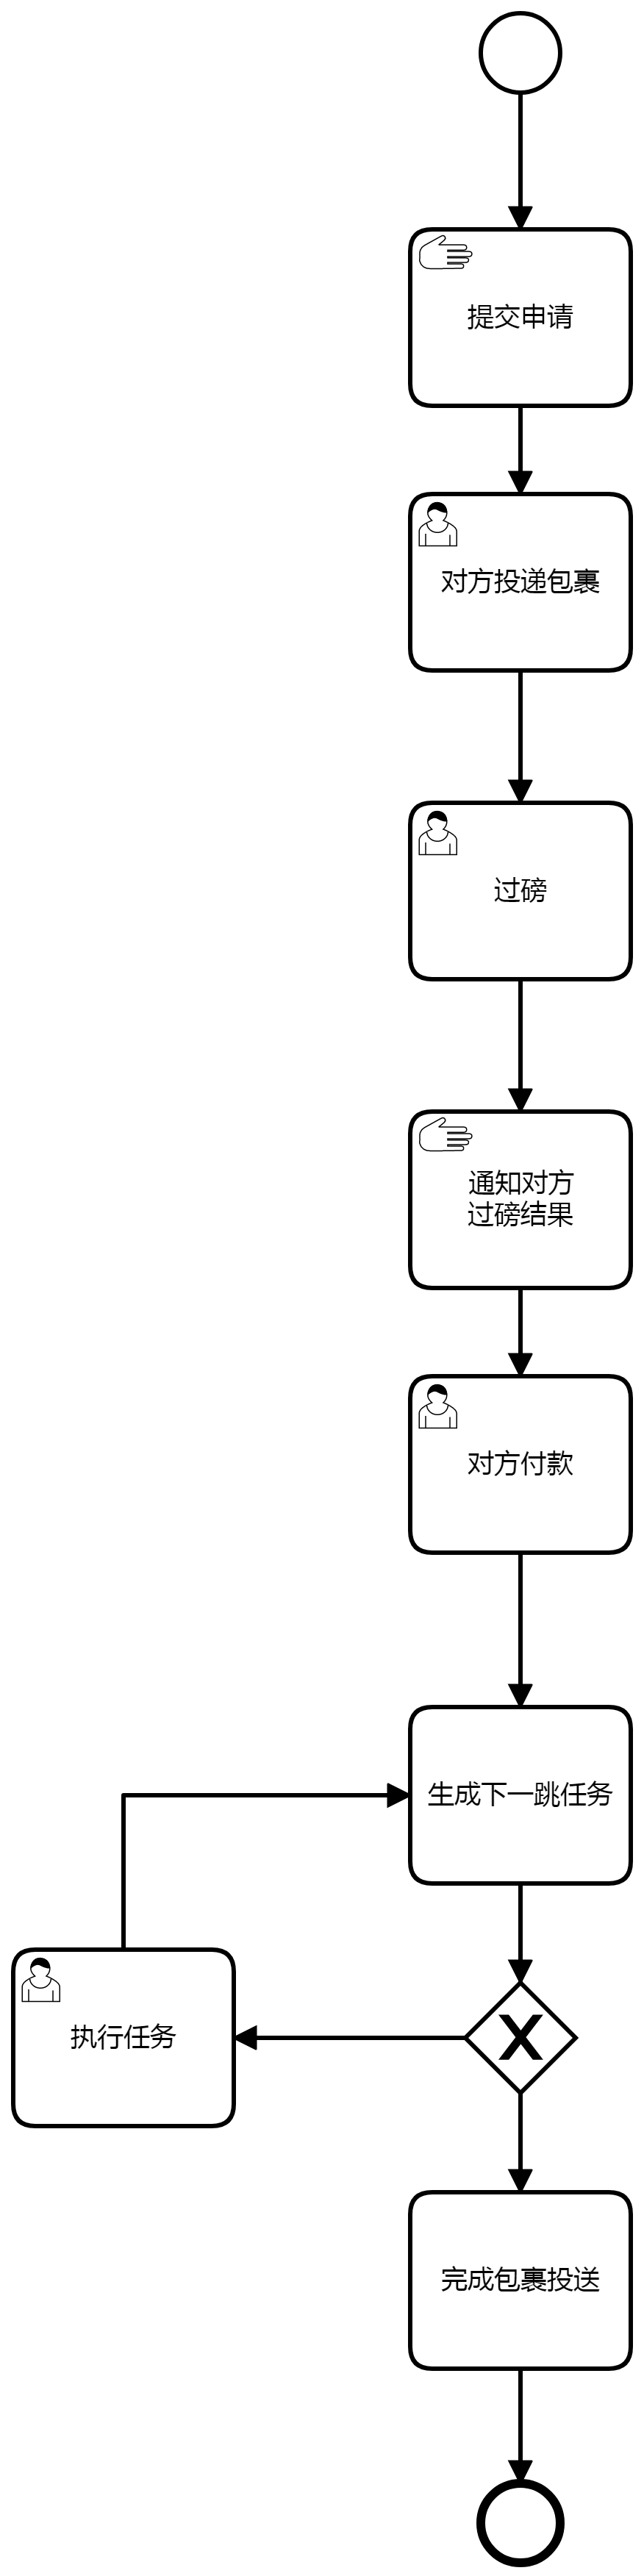 提交申请
对方投递包裹
过磅
通知对方
过磅结果
对方付款
生成下一跳任务
执行任务
完成包裹投送